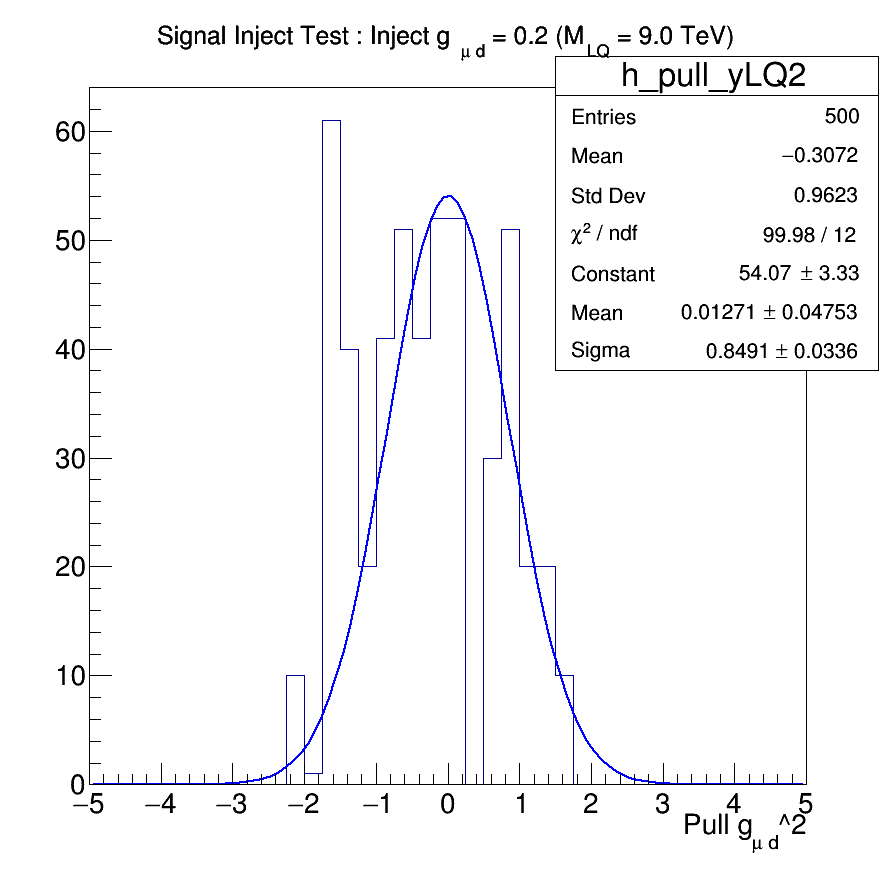 Signal Inject Test : Inject g μ d = 0.2 (M LQ = 9.0 TeV)
h_pull_yLQ2
Entries 500
Mean −0.3072
Std Dev 0.9623
χ² / ndf 99.98 / 12
Constant 54.07 ± 3.33
Mean 0.01271 ± 0.04753
Sigma 0.8491 ± 0.0336
60
50
40
30
20
10
0
−5 −4 −3 −2 −1 0 1 2 3 4 5
Pull g μ d ^2